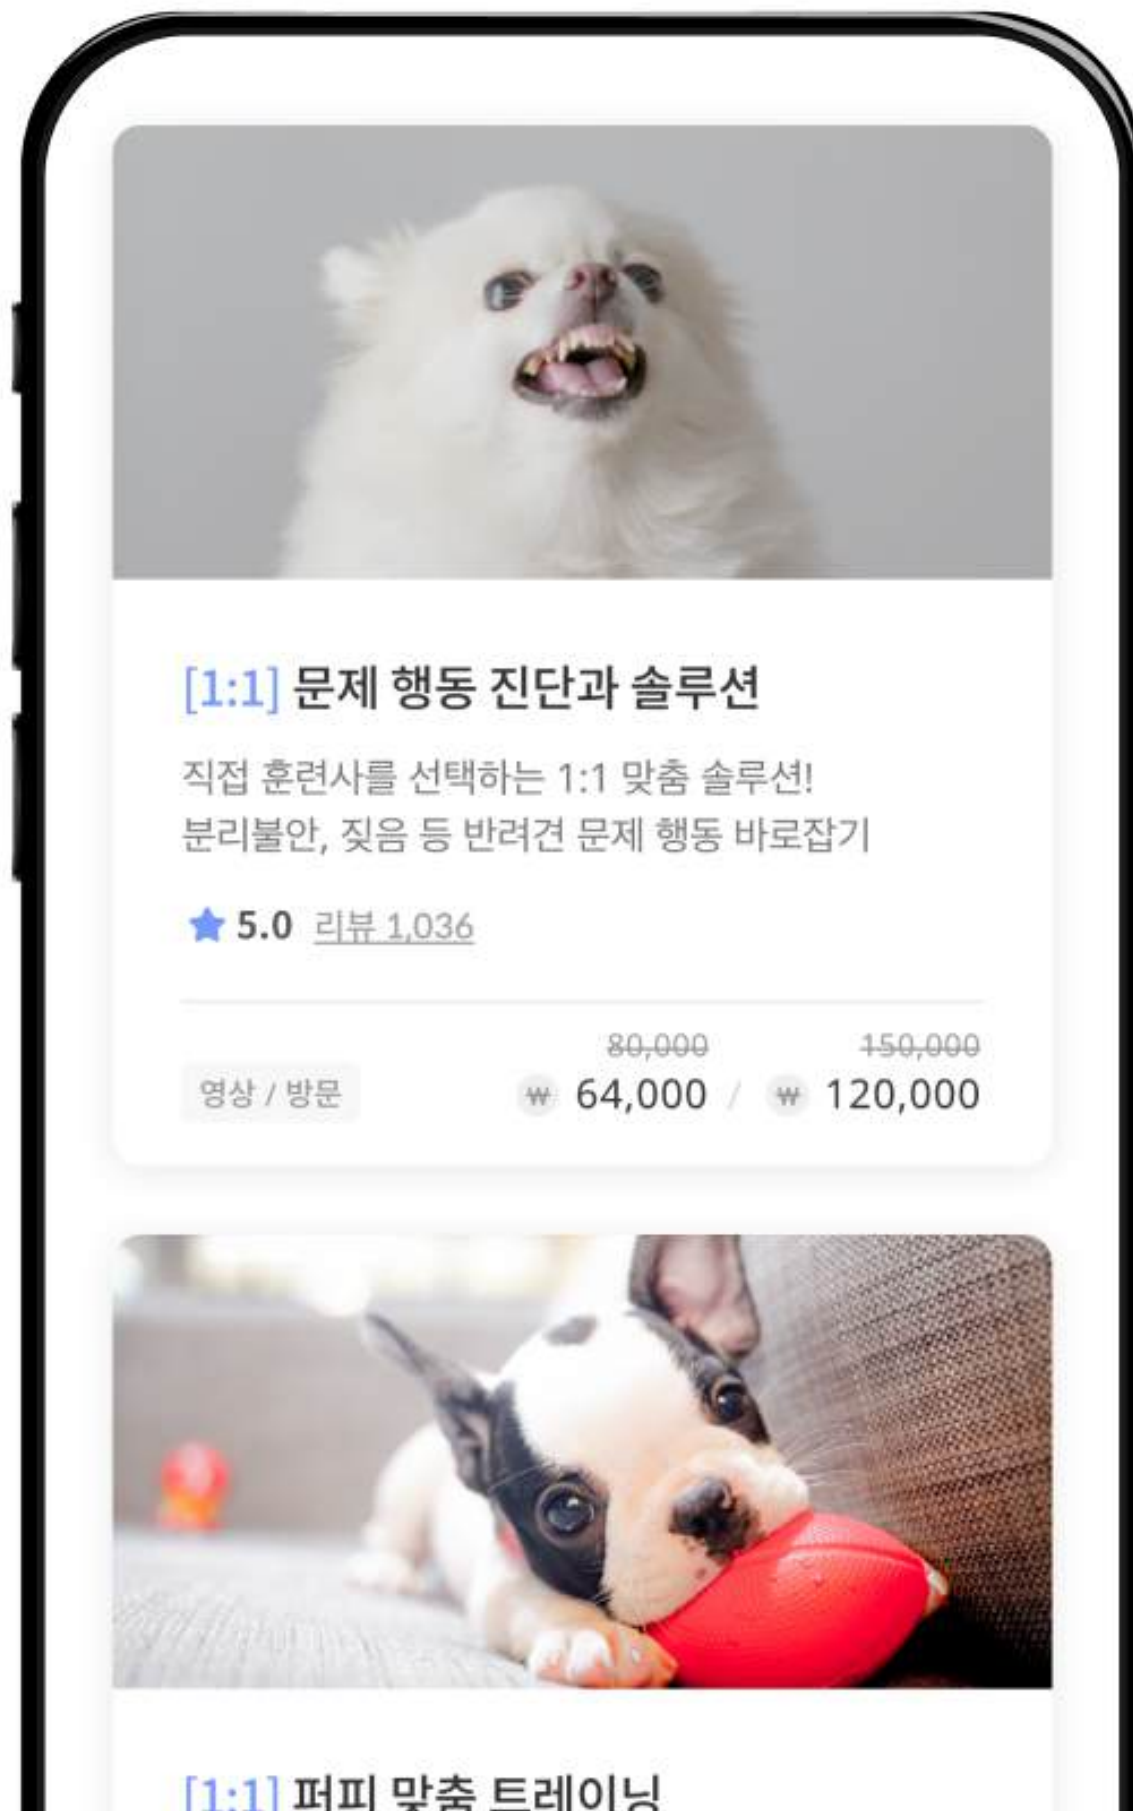 [1:1] 문제 행동 진단과 솔루션
직접 훈련사를 선택하는 1:1 맞춤 솔루션!
분리불안, 짖음 등 반려견 문제 행동 바로잡기
5.0 리뷰 1,036
80,000 150,000
영상 / 방문 ₩ 64,000 / ₩ 120,000
[1:1] 퍼피 맞춤 트레이닝